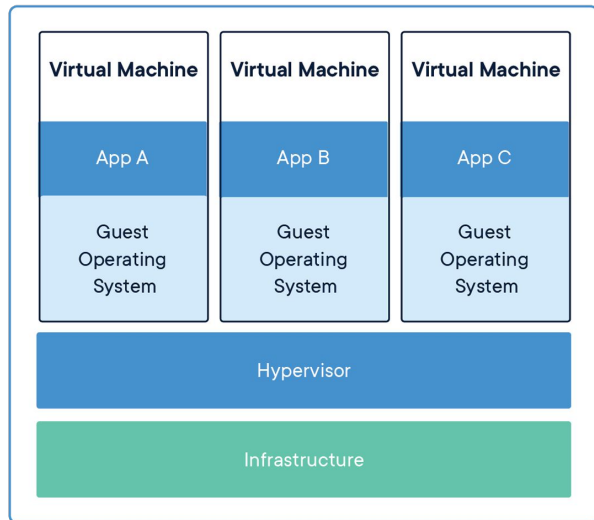 Virtual Machine
Virtual Machine
Virtual Machine
App A
App B
App C
Guest
Operating
System
Guest
Operating
System
Guest
Operating
System
Hypervisor
Infrastructure